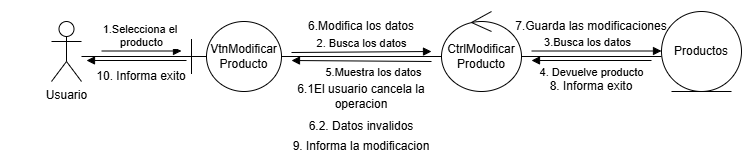 1.Selecciona el
producto
10. Informa exito
Usuario
VtnModificar
Producto
6.Modifica los datos
2. Busca los datos
5.Muestra los datos
6.1El usuario cancela la
operacion
6.2. Datos invalidos
9. Informa la modificacion
CtrlModificar
Producto
7.Guarda las modificaciones
3.Busca los datos
4. Devuelve producto
8. Informa exito
Productos